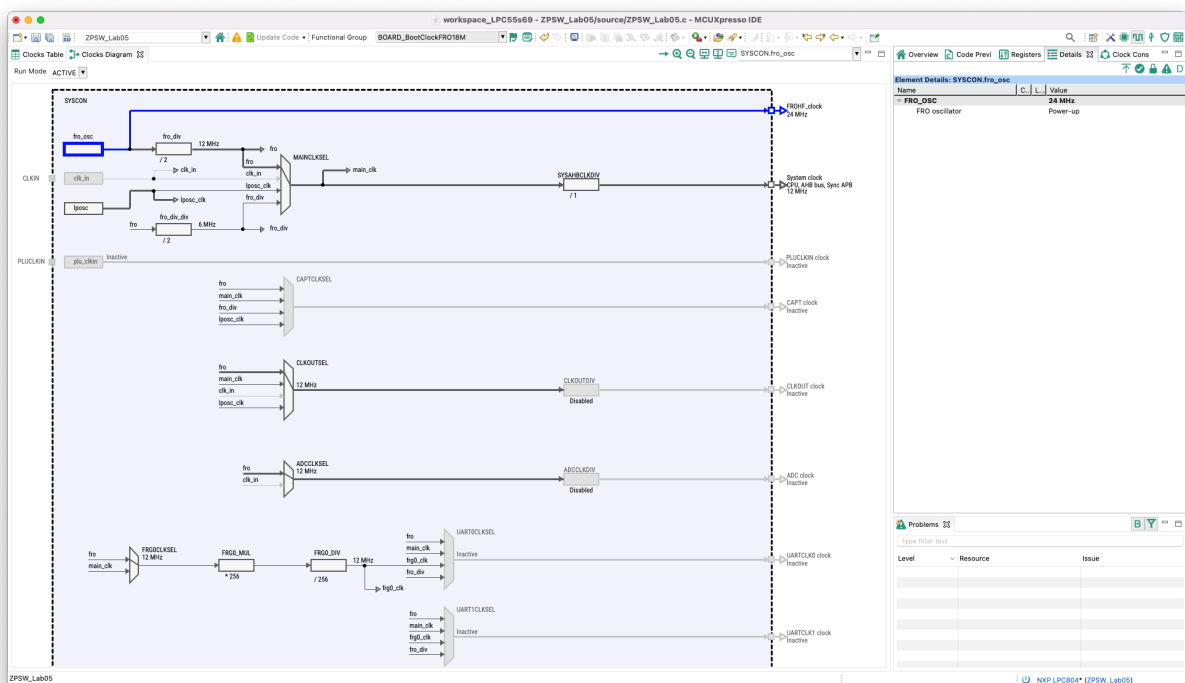 workspace_LPC55s69 - ZPSW_Lab05/source/ZPSW_Lab05.c - MCUXpresso IDE
ZPSW_Lab05
Update Code
Functional Group
BOARD_BootClockFRO18M
Clocks Table
Clocks Diagram
SYSCON.fro_osc
Overview
Code Previ
Registers
Details
Clock Cons
Run Mode
ACTIVE
D
Element Details: SYSCON.fro_osc
Name
C..
L...
Value
FRO_OSC
24 MHz
FRO oscillator
Power-up
SYSCON
FROHF_clock
24 MHz
fro_osc
fro_div
12 MHz
/ 2
fro
MAINCLKSEL
fro
clk_in
lposc_clk
fro_div
CLKIN
clk_in
clk_in
main_clk
SYSAHBCLKDIV
/ 1
System clock
CPU, AHB bus, Sync APB
12 MHz
lposc
lposc_clk
fro_div_div
fro
6 MHz
fro_div
/ 2
PLUCLKIN
plu_clkin
Inactive
PLUCLKIN clock
Inactive
CAPTCLKSEL
fro
main_clk
fro_div
lposc_clk
CAPT clock
Inactive
CLKOUTSEL
12 MHz
fro
main_clk
clk_in
lposc_clk
CLKOUTDIV
Disabled
CLKOUT clock
Inactive
ADCCLKSEL
12 MHz
fro
clk_in
ADCCLKDIV
Disabled
ADC clock
Inactive
FRG0CLKSEL
12 MHz
fro
main_clk
FRG0_MUL
* 256
FRG0_DIV
/ 256
12 MHz
frg0_clk
UART0CLKSEL
fro
main_clk
frg0_clk
fro_div
Inactive
UARTCLK0 clock
Inactive
UART1CLKSEL
fro
main_clk
frg0_clk
fro_div
Inactive
UARTCLK1 clock
Inactive
Problems
B
type filter text
Level
Resource
Issue
ZPSW_Lab05
NXP LPC804* (ZPSW_Lab05)